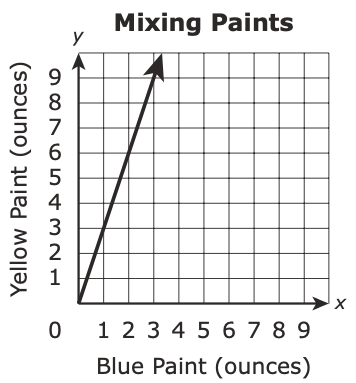 Mixing Paints
y
Yellow Paint (ounces)
9
8
7
6
5
4
3
2
1
0 1 2 3 4 5 6 7 8 9
x
Blue Paint (ounces)